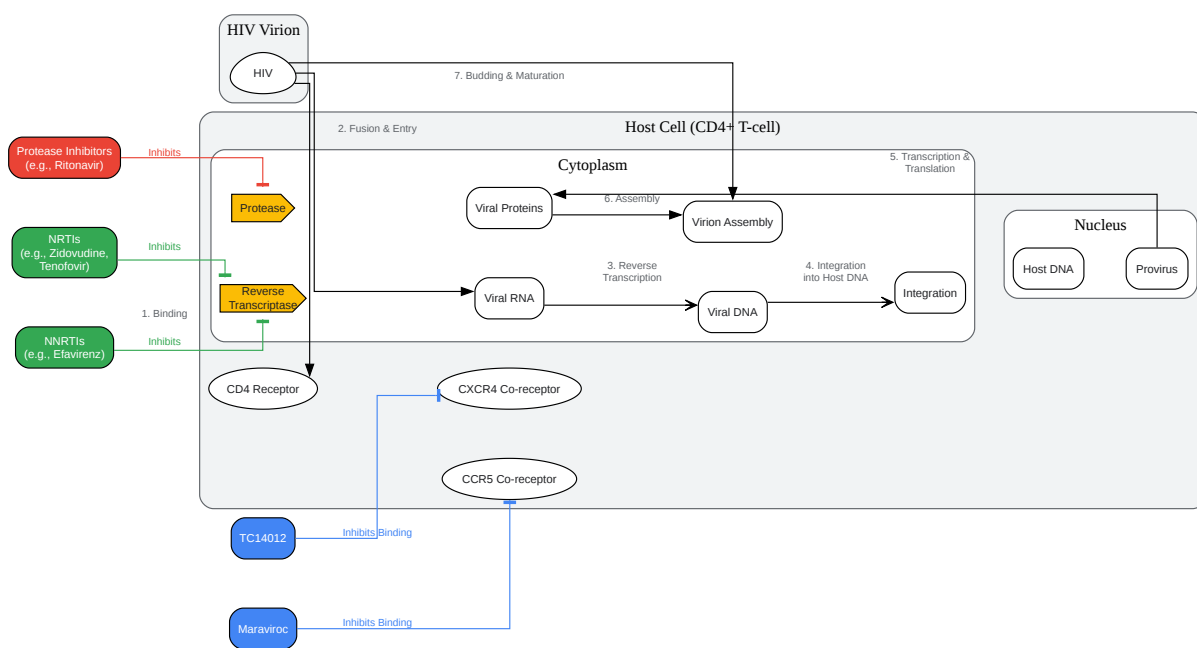 HIV Virion
HIV
7. Budding & Maturation
2. Fusion & Entry
Host Cell (CD4+ T-cell)
Protease Inhibitors
(e.g., Ritonavir)
Inhibits
Cytoplasm
5. Transcription &
Translation
Protease
Viral Proteins
6. Assembly
Virion Assembly
Nucleus
NRTIs
(e.g., Zidovudine,
Tenofovir)
Inhibits
Host DNA
Provirus
3. Reverse
Transcription
4. Integration
into Host DNA
Reverse
Transcriptase
Viral RNA
Viral DNA
Integration
1. Binding
NNRTIs
(e.g., Efavirenz)
Inhibits
CD4 Receptor
CXCR4 Co-receptor
CCR5 Co-receptor
TC14012
Inhibits Binding
Maraviroc
Inhibits Binding